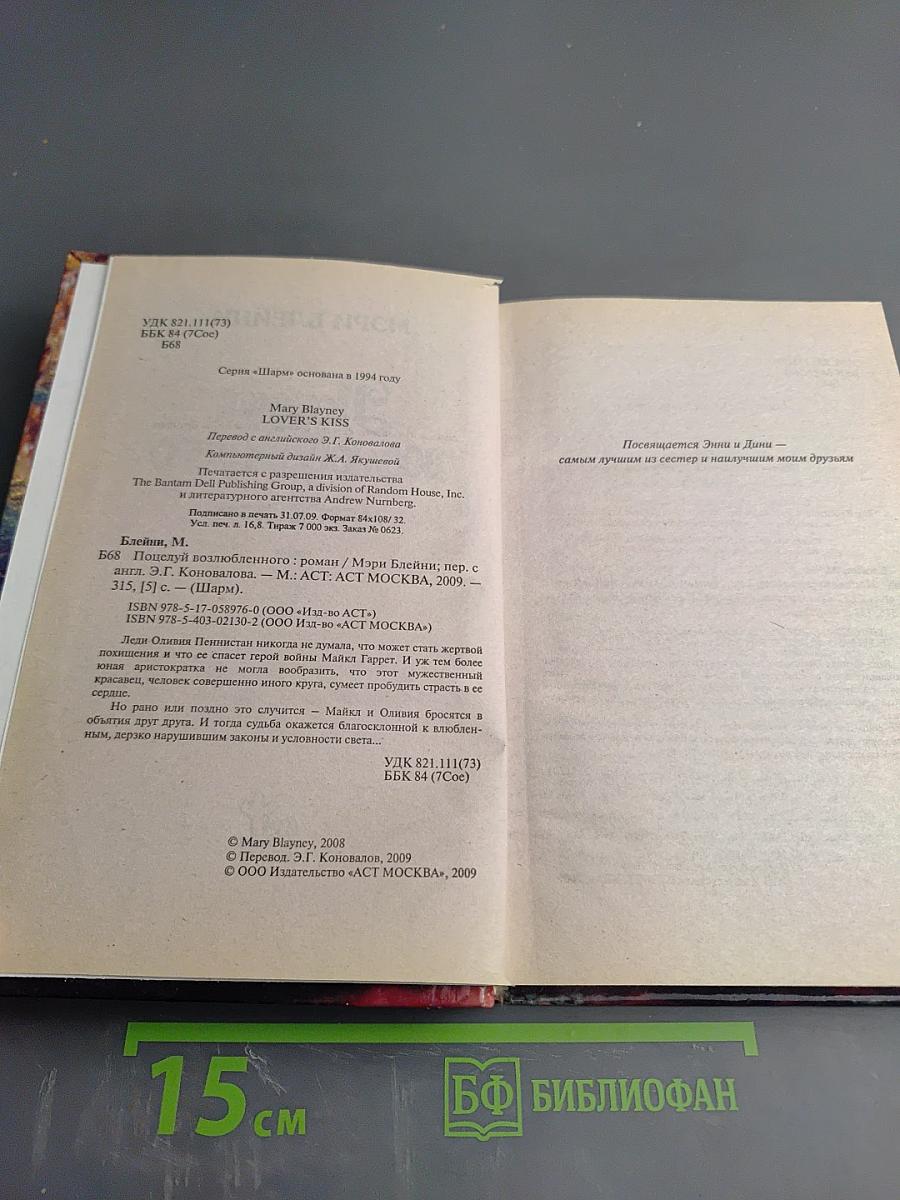 УДК 821.111(73)
ББК 84 (7Сое)
Б68
Серия «Шарм» основана в 1994 году
Mary Blayney
LOVER'S KISS
Перевод с английского Э.Г. Коновалова
Компьютерный дизайн Ж.А. Якушевой
Печатается с разрешения издательства
The Bantam Dell Publishing Group, a division of Random House, Inc.
и литературного агентства Andrew Nurnberg.
Подписано в печать 31.07.09. Формат 84x108/ 32.
Усл. печ. л. 16,8. Тираж 7 000 экз. Заказ № 0623.
Блейни, М.
Б68 Поцелуй возлюбленного : роман / Мэри Блейни; пер. с
англ. Э.Г. Коновалова. — М.: АСТ: АСТ МОСКВА, 2009. —
315, [5] с. — (Шарм).
ISBN 978-5-17-058976-0 (ООО «Изд-во АСТ»)
ISBN 978-5-403-02130-2 (ООО Изд-во «АСТ МОСКВА»)
Леди Оливия Пеннистан никогда не думала, что может стать жертвой
похищения и что ее спасет герой войны Майкл Гаррет. И уж тем более
юная аристократка не могла вообразить, что этот мужественный
красавец, человек совершенно иного круга, сумеет пробудить страсть в ее
сердце.
Но рано или поздно это случится – Майкл и Оливия бросятся в
объятия друг друга. И тогда судьба окажется благосклонной к влюблен-
ным, дерзко нарушившим законы и условности света...
УДК 821.111(73)
ББК 84 (7Сое)
© Mary Blayney, 2008
© Перевод. Э.Г. Коновалов, 2009
© ООО Издательство «АСТ МОСКВА», 2009
Посвящается Энни и Дини —
самым лучшим из сестер и наилучшим моим друзьям
15 см
БФ БИБЛИОФАН